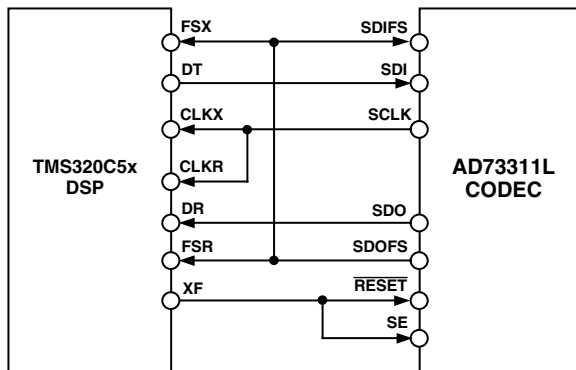 FSX
SDIFS
DT
SDI
CLKX
SCLK
TMS320C5x
DSP
CLKR
AD73311L
CODEC
DR
SDO
FSR
SDOFS
XF
RESET
SE